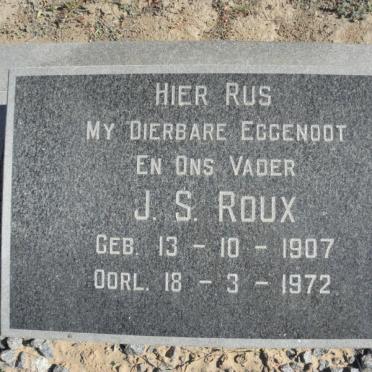 HIER RUS
MY DIERBARE EGGENOOT
EN ONS VADER
J. S. ROUX
GEB. 13 - 10 - 1907
OORL. 18 - 3 - 1972